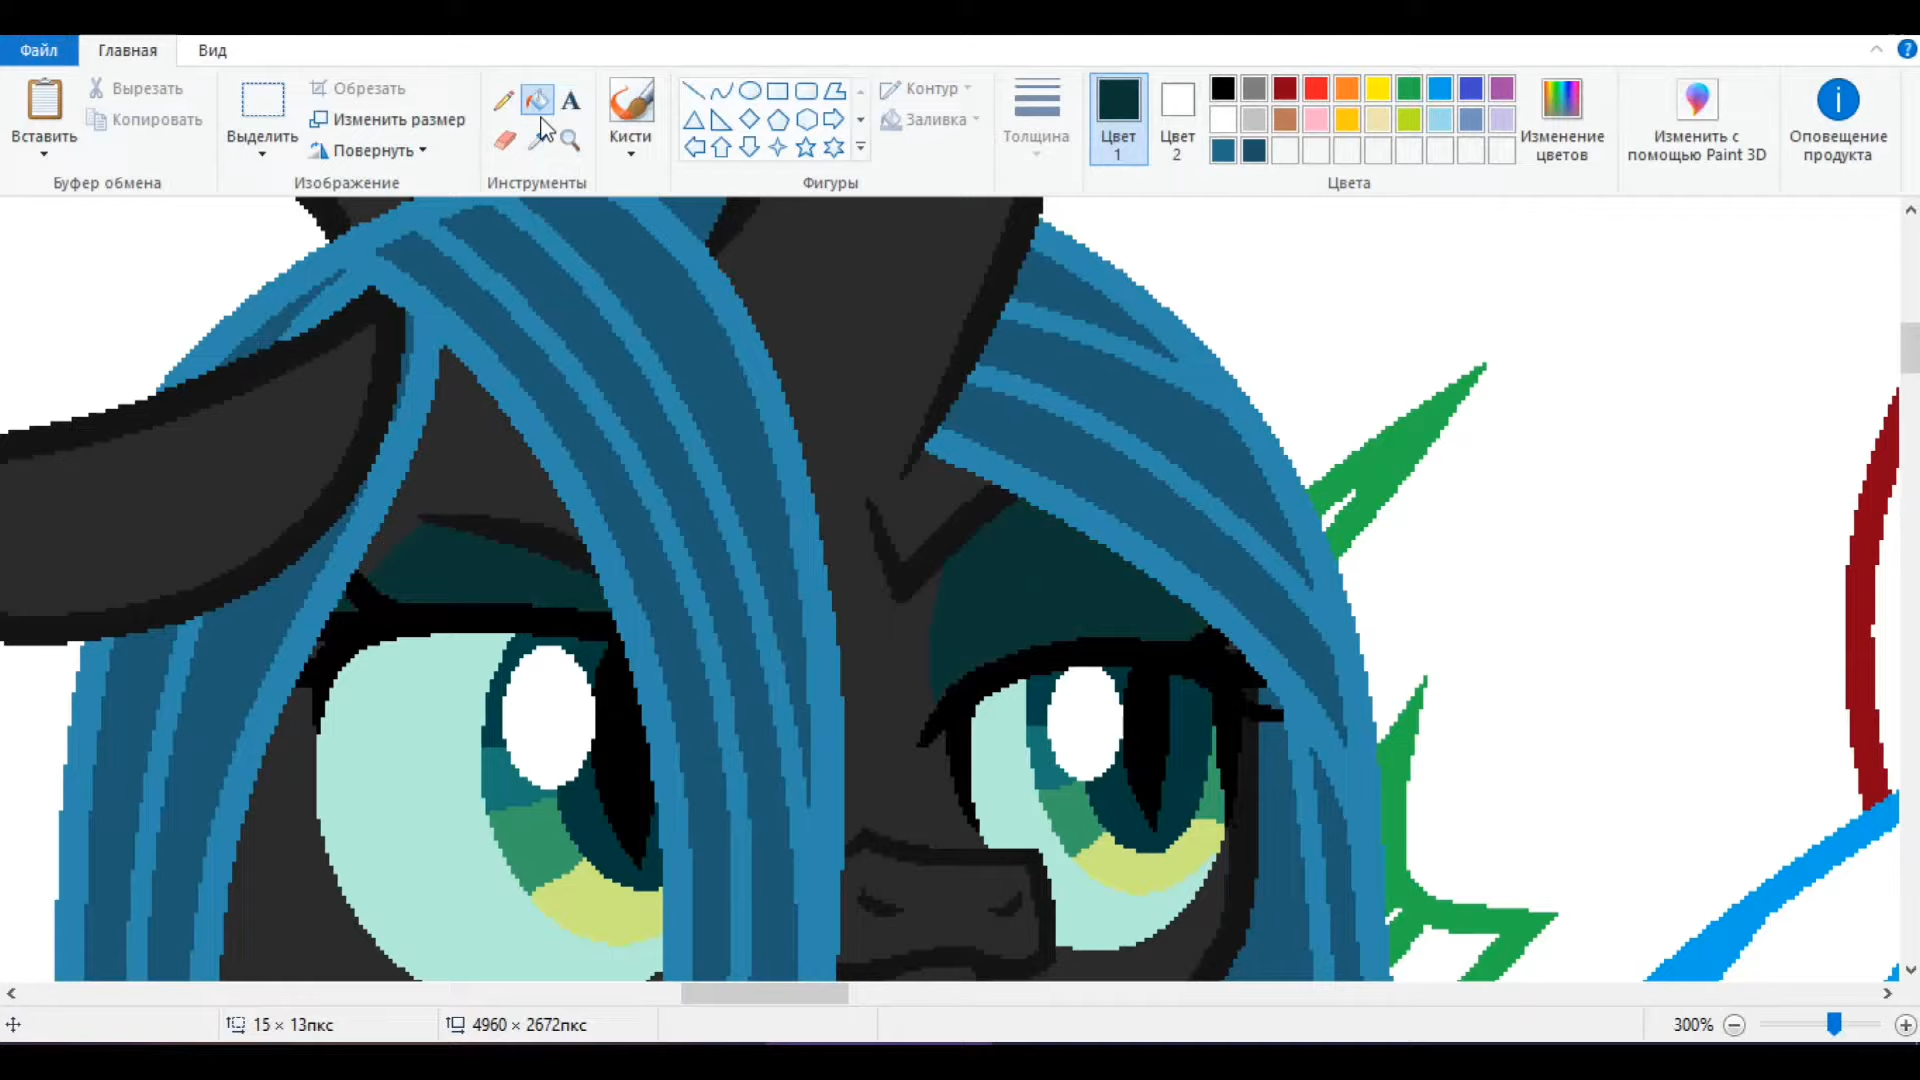 Файл Главная Вид
Вырезать Обрезать Контур
Копировать Изменить размер Заливка
Вставить Выделить Повернуть Кисти Толщина Цвет 1 Цвет 2 Изменение цветов Изменить с помощью Paint 3D Оповещение продукта
Буфер обмена Изображение Инструменты Фигуры Цвета
15 × 13пкс 4960 × 2672пкс 300%